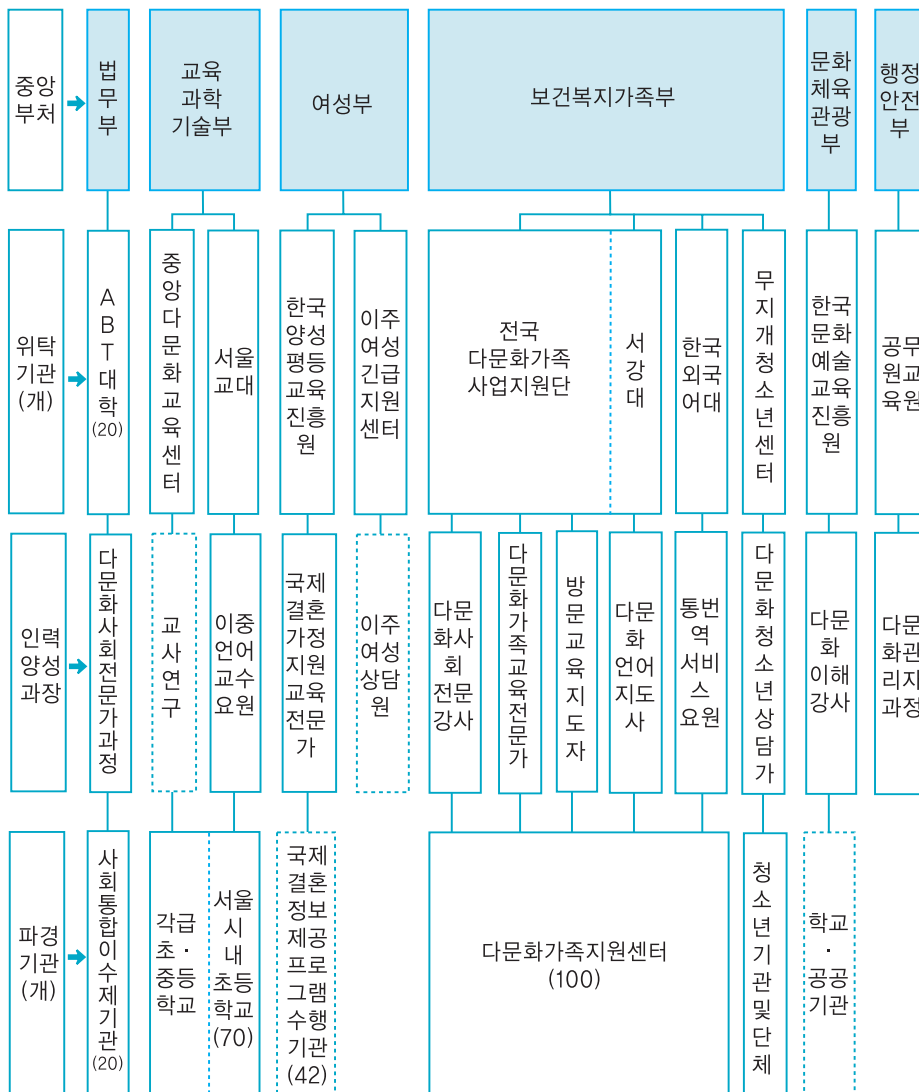 중앙
부처
법
무
부
교육
과학
기술부
여성부
보건복지가족부
문화
체육
관광
부
행정
안전
부
위탁
기관
(개)
A
B
T
대
학
(20)
중
앙
다
문
화
교
육
센
터
서울
교대
한국
양성
평등
교육
진흥
원
이주
여성
긴급
지원
센터
전국
다문화가족
사업지원단
서
강
대
한국
외국
어대
무
지
개
청
소
년
센
터
한국
문화
예술
교육
진흥
원
공무
원교
육원
인력
양성
과장
다
문
화
사
회
전
문
가
과
정
교
사
연
구
이중
언어
교수
요원
국제
결혼
가정
지원
교육
전문
가
이주
여성
상담
원
다문
화사
회
전문
강사
다
문
화
가
족
교
육
전
문
가
방
문
교
육
지
도
자
다문
화
언어
지도
사
통번
역
서비
스
요원
다
문
화
청
소
년
상
담
가
다문
화
이해
강사
다문
화관
리지
과정
파경
기관
(개)
사
회
통
합
이
수
제
기
관
(20)
각급
초·
중등
학교
서울
시
내
초등
학교
(70)
국제
결혼
정보
제공
프로
그램
수행
기관
(42)
다문화가족지원센터
(100)
청
소
년
기
관
및
단
체
학교
·
공공
기관